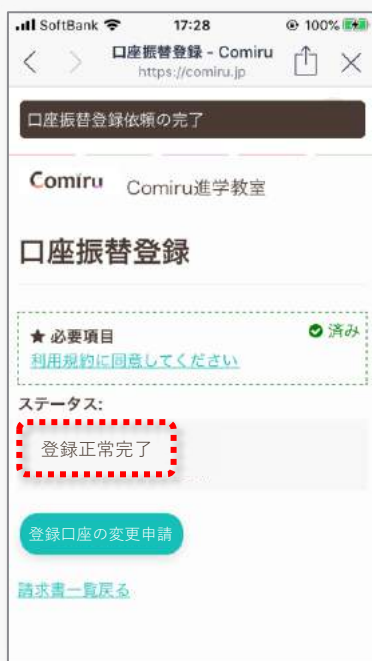 SoftBank 17:28 100%
口座振替登録 - Comiru
https://comiru.jp
口座振替登録依頼の完了
Comiru Comiru進学教室
口座振替登録
★ 必要項目 済み
利用規約に同意してください
ステータス:
登録正常完了
登録口座の変更申請
請求書一覧戻る